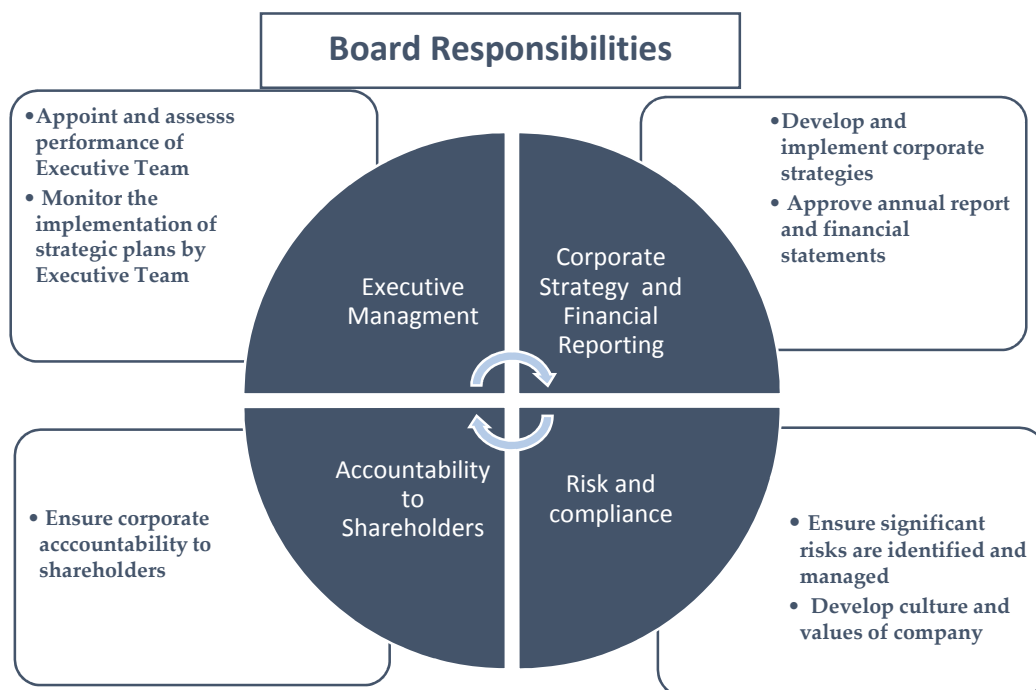 Board Responsibilities
•Appoint and assesss
performance of
Executive Team
• Monitor the
implementation of
strategic plans by
Executive Team
•Develop and
implement corporate
strategies
• Approve annual report
and financial
statements
Executive
Managment
Corporate
Strategy and
Financial
Reporting
Accountability
to
Shareholders
Risk and
compliance
• Ensure corporate
acccountability to
shareholders
• Ensure significant
risks are identified and
managed
• Develop culture and
values of company